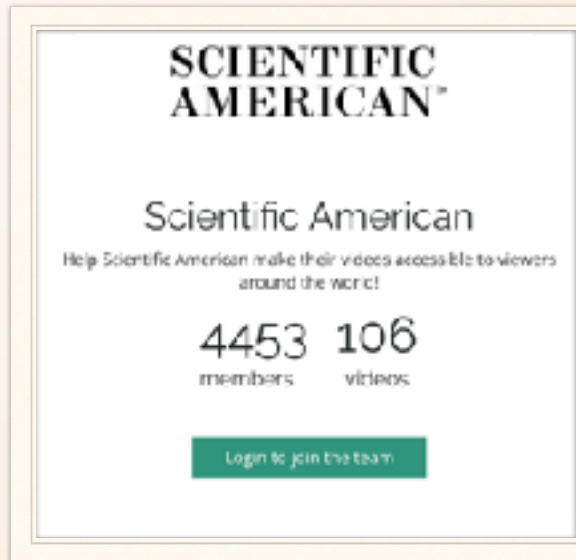 SCIENTIFIC
AMERICAN™
Scientific American
Help Scientific American make their videos accessible to viewers
around the world!
4453 106
members videos
Login to join the team